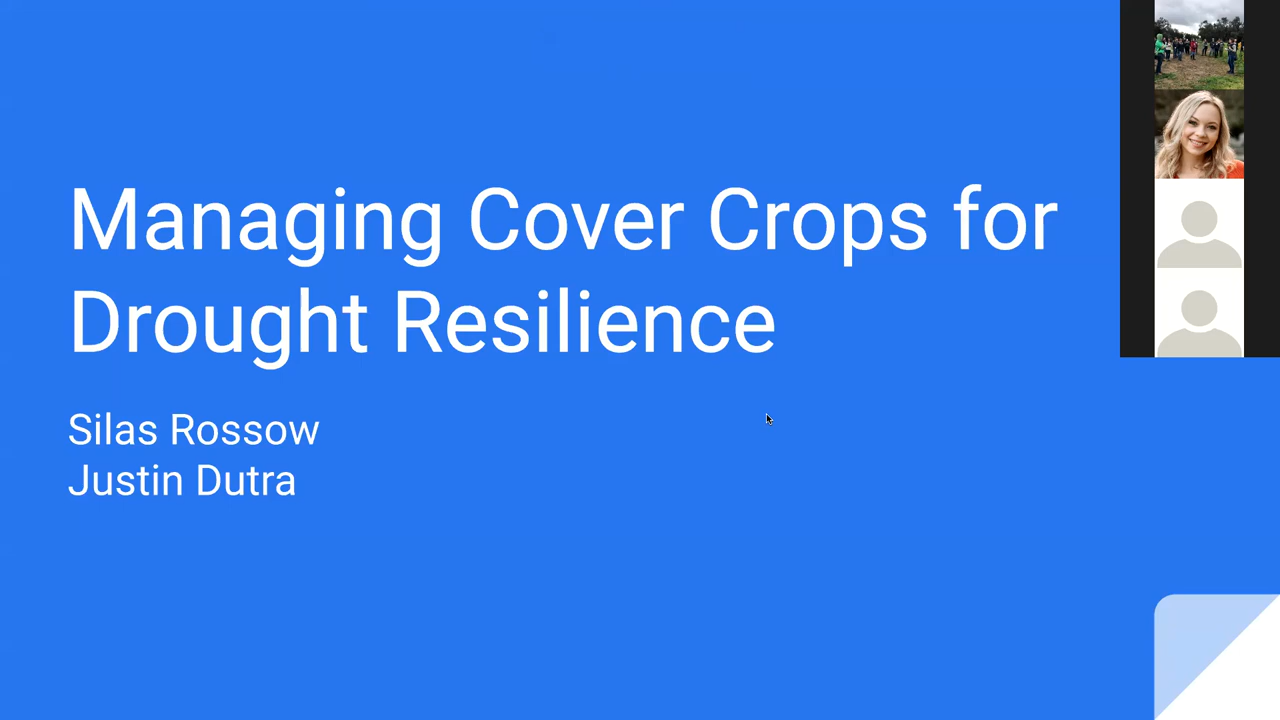 Managing Cover Crops for
Drought Resilience
Silas Rossow
Justin Dutra